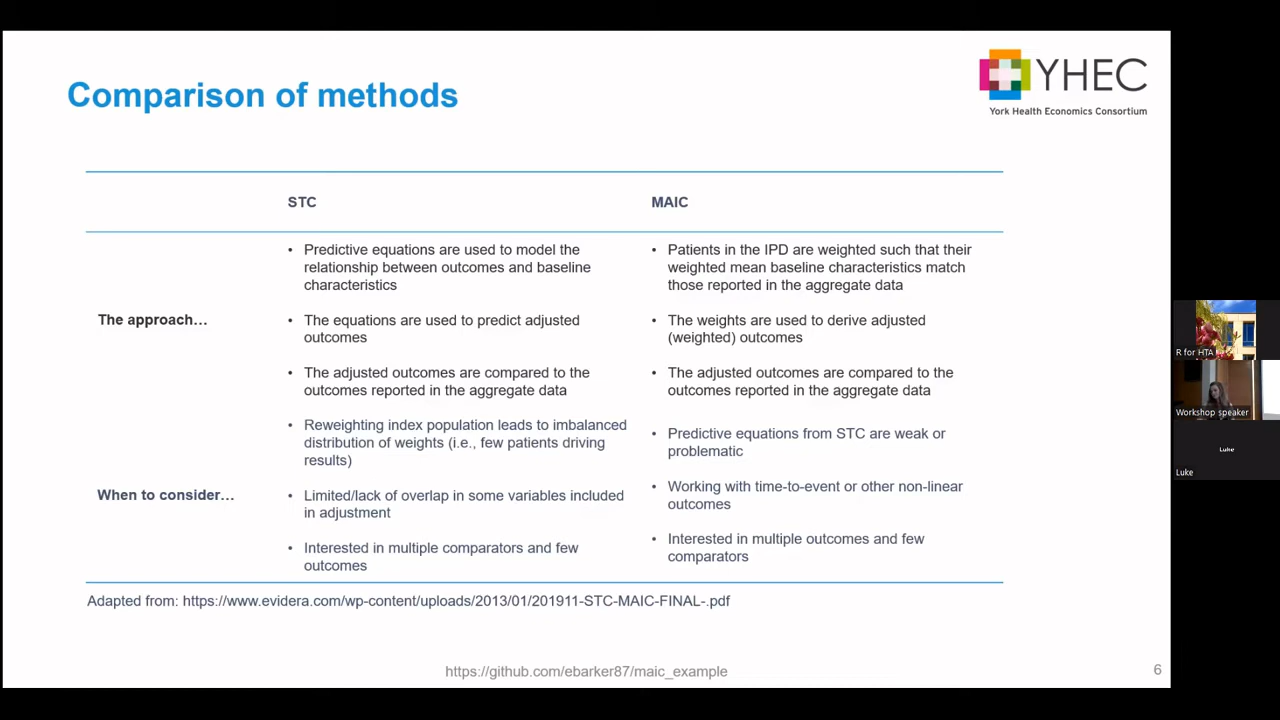 Comparison of methods
YHEC
York Health Economics Consortium
STC
MAIC
The approach…
• Predictive equations are used to model the
relationship between outcomes and baseline
characteristics
• The equations are used to predict adjusted
outcomes
• The adjusted outcomes are compared to the
outcomes reported in the aggregate data
• Patients in the IPD are weighted such that their
weighted mean baseline characteristics match
those reported in the aggregate data
• The weights are used to derive adjusted
(weighted) outcomes
• The adjusted outcomes are compared to the
outcomes reported in the aggregate data
When to consider…
• Reweighting index population leads to imbalanced
distribution of weights (i.e., few patients driving
results)
• Limited/lack of overlap in some variables included
in adjustment
• Interested in multiple comparators and few
outcomes
• Predictive equations from STC are weak or
problematic
• Working with time-to-event or other non-linear
outcomes
• Interested in multiple outcomes and few
comparators
Adapted from: https://www.evidera.com/wp-content/uploads/2013/01/201911-STC-MAIC-FINAL-.pdf
https://github.com/ebarker87/maic_example
6
R for HTA
Workshop speaker
Luke
Luke